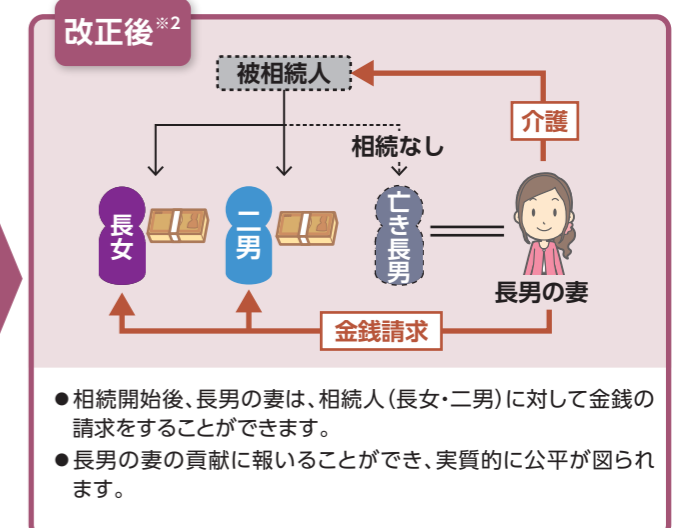 改正後※2
被相続人
介護
相続なし
長女
二男
亡き長男
長男の妻
金銭請求
●相続開始後、長男の妻は、相続人(長女・二男)に対して金銭の
請求をすることができます。
●長男の妻の貢献に報いることができ、実質的に公平が図られ
ます。